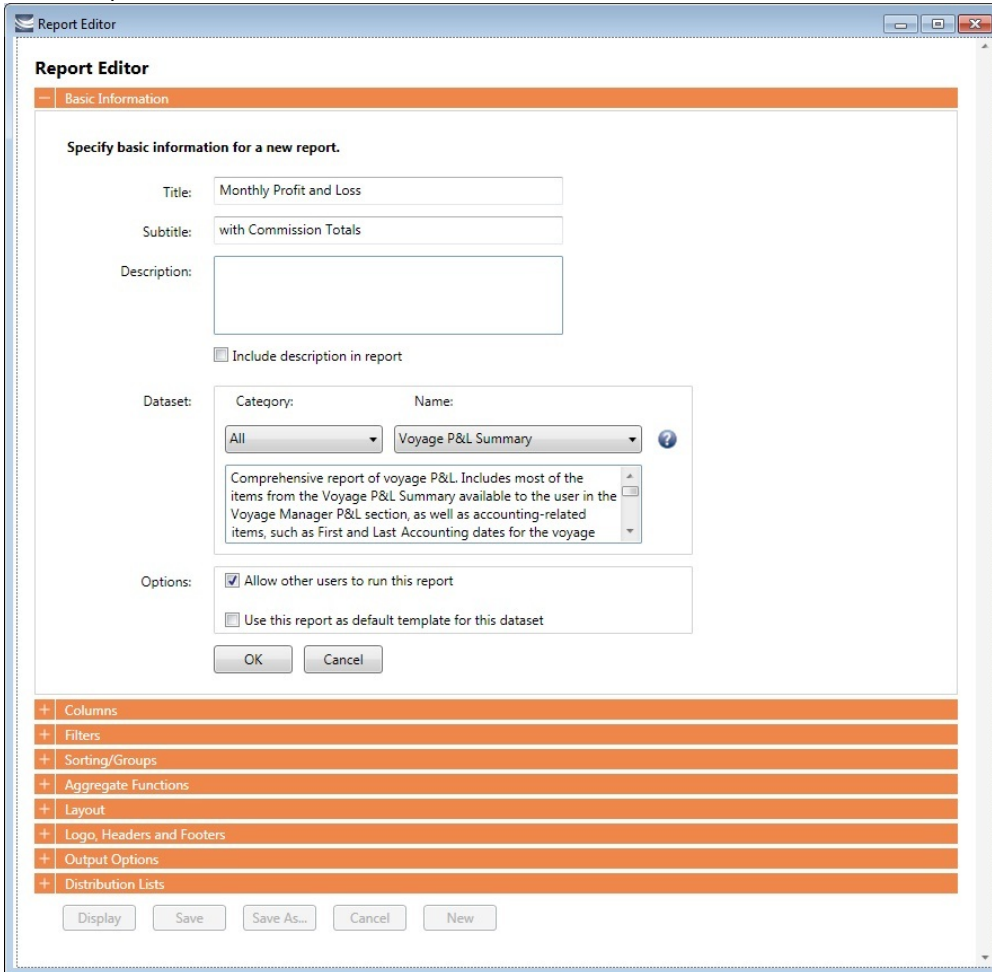 Report Editor
Report Editor
Basic Information
Specify basic information for a new report.
Title: Monthly Profit and Loss
Subtitle: with Commission Totals
Description:
Include description in report
Dataset: Category: Name:
All Voyage P&L Summary
Comprehensive report of voyage P&L. Includes most of the
items from the Voyage P&L Summary available to the user in the
Voyage Manager P&L section, as well as accounting-related
items, such as First and Last Accounting dates for the voyage
Options: Allow other users to run this report
Use this report as default template for this dataset
OK Cancel
Columns
Filters
Sorting/Groups
Aggregate Functions
Layout
Logo, Headers and Footers
Output Options
Distribution Lists
Display Save Save As... Cancel New